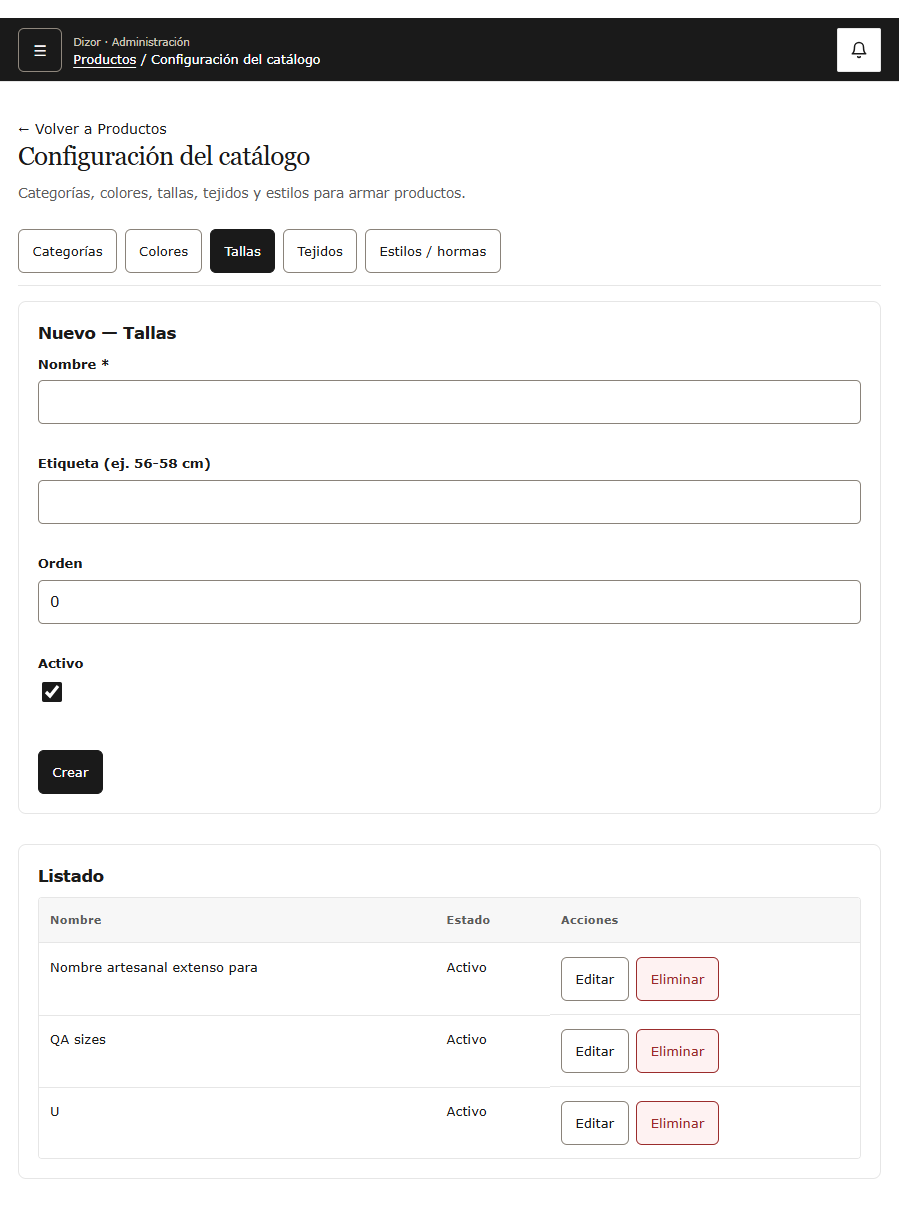 ☰
Dizor · Administración
Productos / Configuración del catálogo
← Volver a Productos
Configuración del catálogo
Categorías, colores, tallas, tejidos y estilos para armar productos.
Categorías Colores Tallas Tejidos Estilos / hormas
Nuevo — Tallas
Nombre *
Etiqueta (ej. 56-58 cm)
Orden
0
Activo
Crear
Listado
Nombre Estado Acciones
Nombre artesanal extenso para Activo Editar Eliminar
QA sizes Activo Editar Eliminar
U Activo Editar Eliminar